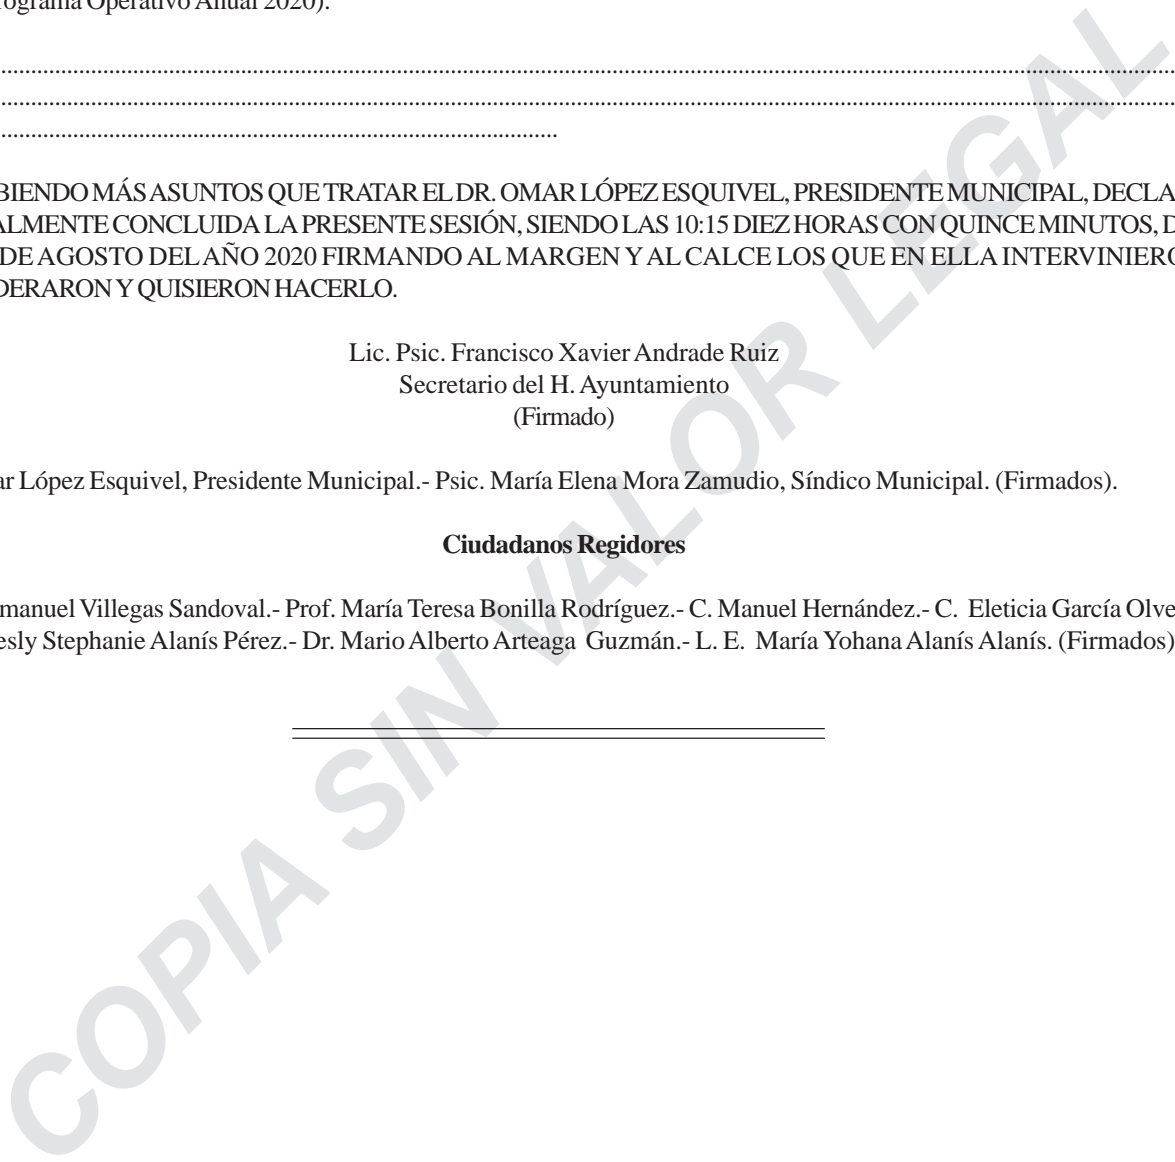 rograma Operativo Anual 2020).
....................................................................................................................................................................................................
....................................................................................................................................................................................................
..............................................................................................
BIENDO MÁS ASUNTOS QUE TRATAR EL DR. OMAR LÓPEZ ESQUIVEL, PRESIDENTE MUNICIPAL, DECLA
ALMENTE CONCLUIDA LA PRESENTE SESIÓN, SIENDO LAS 10:15 DIEZ HORAS CON QUINCE MINUTOS, D
DE AGOSTO DEL AÑO 2020 FIRMANDO AL MARGEN Y AL CALCE LOS QUE EN ELLA INTERVINIERO
DERARON Y QUISIERON HACERLO.
Lic. Psic. Francisco Xavier Andrade Ruiz
Secretario del H. Ayuntamiento
(Firmado)
ar López Esquivel, Presidente Municipal.- Psic. María Elena Mora Zamudio, Síndico Municipal. (Firmados).
Ciudadanos Regidores
manuel Villegas Sandoval.- Prof. María Teresa Bonilla Rodríguez.- C. Manuel Hernández.- C. Eleticia García Olve
esly Stephanie Alanís Pérez.- Dr. Mario Alberto Arteaga Guzmán.- L. E. María Yohana Alanís Alanís. (Firmados)
COPIA SIN VALOR LEGAL